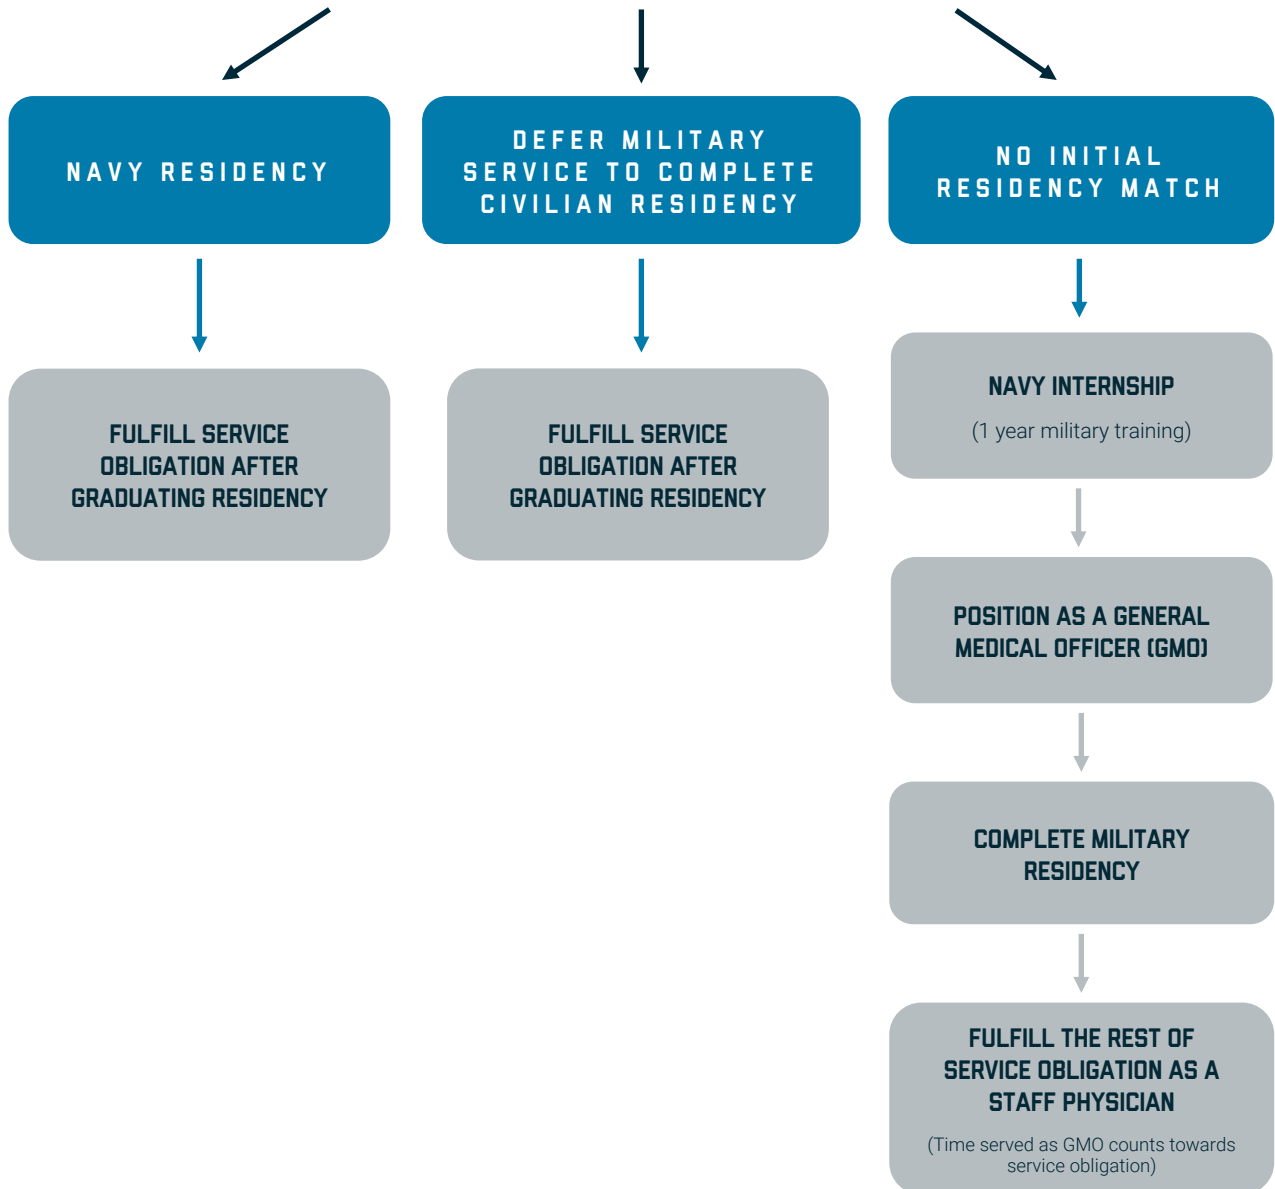 NAVY RESIDENCY
DEFER MILITARY
SERVICE TO COMPLETE
CIVILIAN RESIDENCY
NO INITIAL
RESIDENCY MATCH
FULFILL SERVICE
OBLIGATION AFTER
GRADUATING RESIDENCY
FULFILL SERVICE
OBLIGATION AFTER
GRADUATING RESIDENCY
NAVY INTERNSHIP
(1 year military training)
POSITION AS A GENERAL
MEDICAL OFFICER (GMO)
COMPLETE MILITARY
RESIDENCY
FULFILL THE REST OF
SERVICE OBLIGATION AS A
STAFF PHYSICIAN
(Time served as GMO counts towards
service obligation)